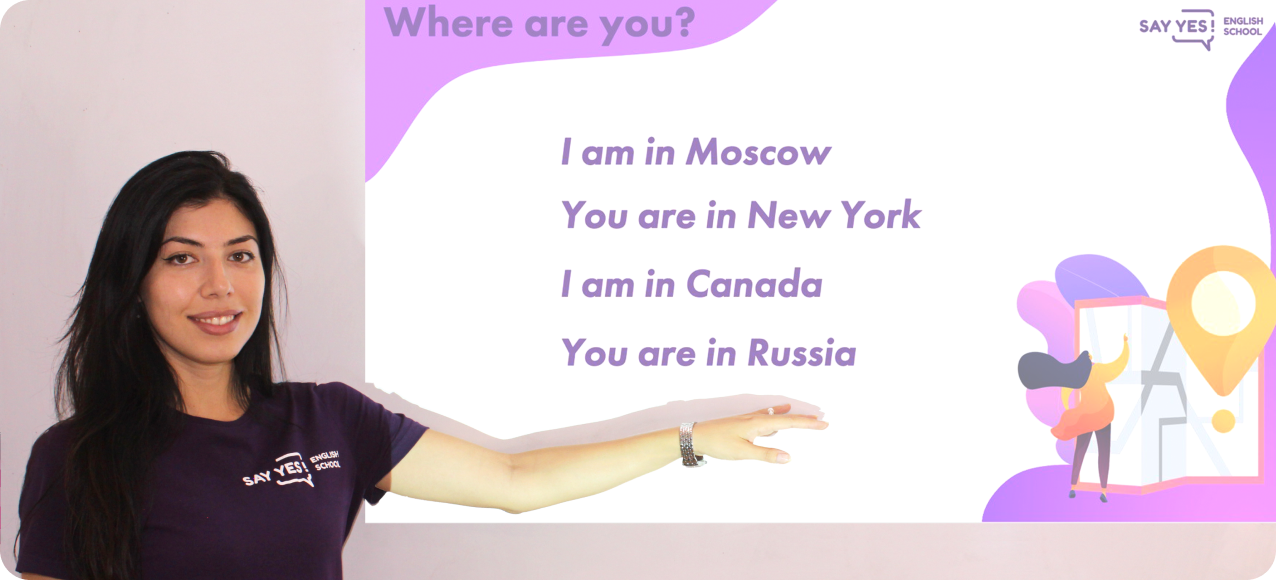 Where are you?
SAY YES! ENGLISH
SCHOOL
I am in Moscow
You are in New York
I am in Canada
You are in Russia
SAY YES! ENGLISH
SCHOOL